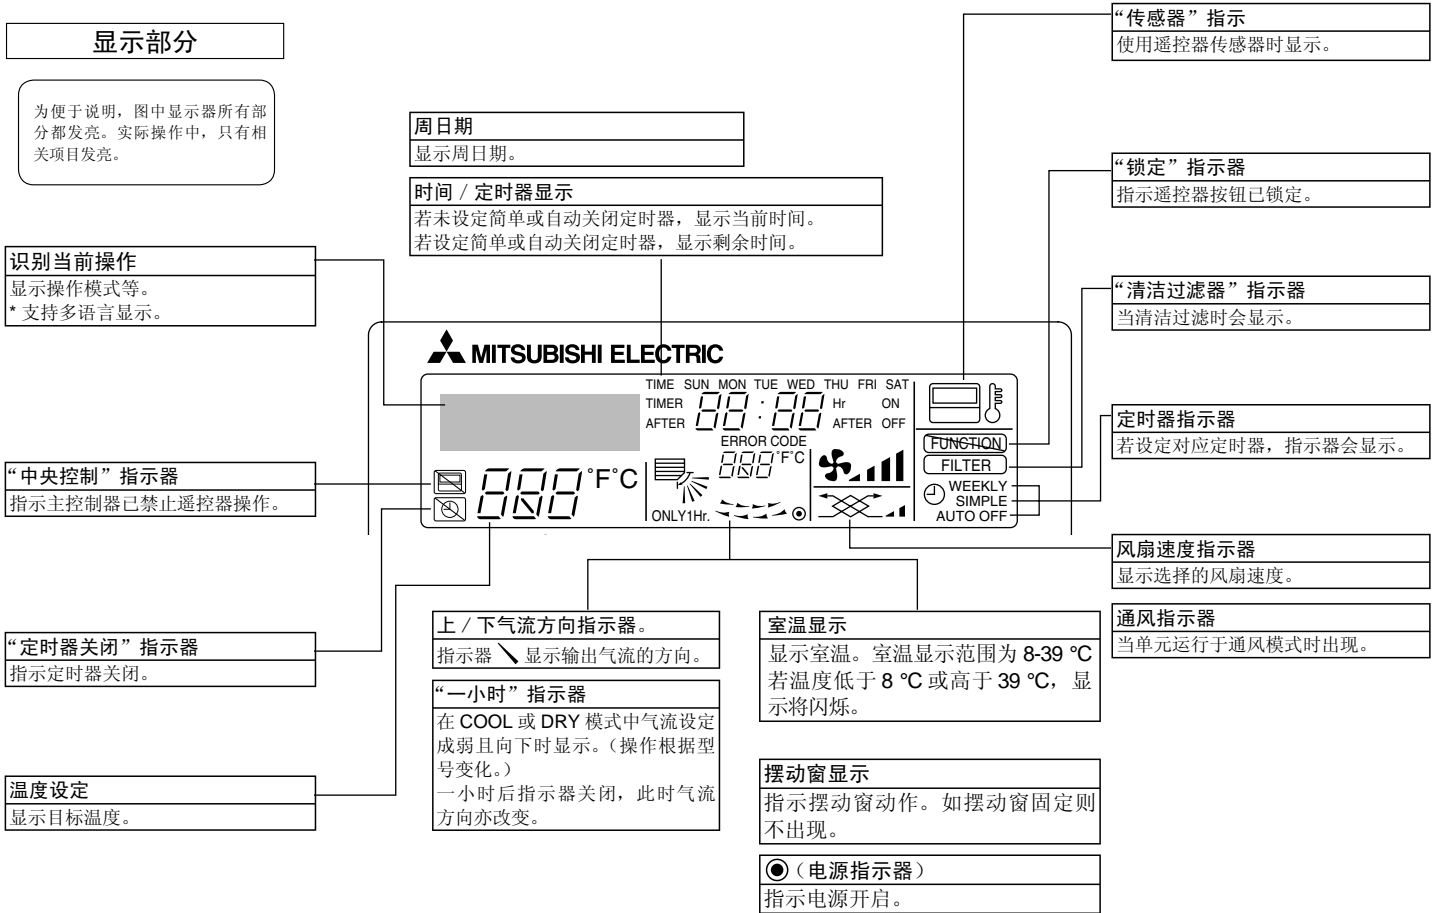 显示部分
为便于说明，图中显示器所有部
分都发亮。实际操作中，只有相
关项目发亮。
周日期
显示周日期。
时间 / 定时器显示
若未设定简单或自动关闭定时器，显示当前时间。
若设定简单或自动关闭定时器，显示剩余时间。
“传感器”指示
使用遥控器传感器时显示。
“锁定”指示器
指示遥控器按钮已锁定。
“清洁过滤器”指示器
当清洁过滤时会显示。
定时器指示器
若设定对应定时器，指示器会显示。
风扇速度指示器
显示选择的风扇速度。
通风指示器
当单元运行于通风模式时出现。
识别当前操作
显示操作模式等。
* 支持多语言显示。
“中央控制”指示器
指示主控制器已禁止遥控器操作。
“定时器关闭”指示器
指示定时器关闭。
温度设定
显示目标温度。
MITSUBISHI ELECTRIC
TIME SUN MON TUE WED THU FRI SAT
TIMER 88:88 Hr ON
AFTER AFTER OFF
ERROR CODE
888°F°C
888°F°C
ONLY1Hr.
FUNCTION
FILTER
WEEKLY
SIMPLE
AUTO OFF
上 / 下气流方向指示器。
指示器 显示输出气流的方向。
“一小时”指示器
在 COOL 或 DRY 模式中气流设定
成弱且向下时显示。（操作根据型
号变化。）
一小时后指示器关闭，此时气流
方向亦改变。
室温显示
显示室温。室温显示范围为 8-39 °C
若温度低于 8 °C 或高于 39 °C，显
示将闪烁。
摆动窗显示
指示摆动窗动作。如摆动窗固定则
不出现。
（电源指示器）
指示电源开启。